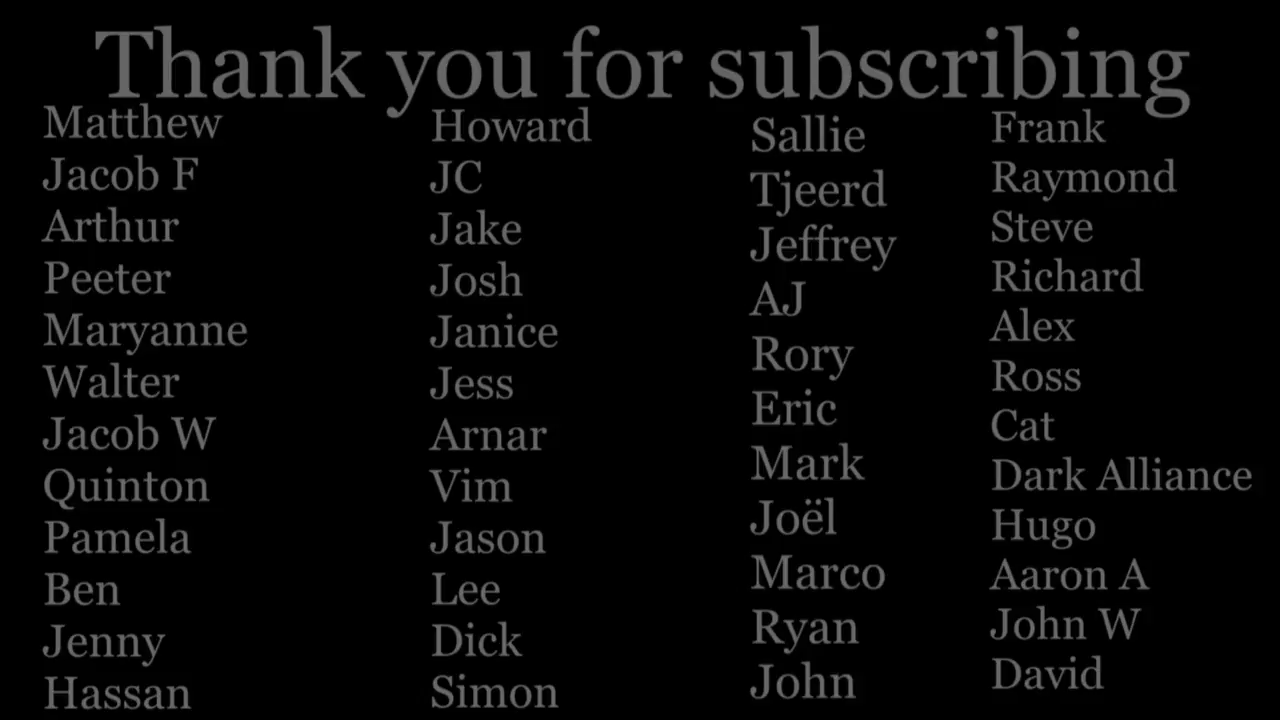 Thank you for subscribing
Matthew
Jacob F
Arthur
Peeter
Maryanne
Walter
Jacob W
Quinton
Pamela
Ben
Jenny
Hassan
Howard
JC
Jake
Josh
Janice
Jess
Arnar
Vim
Jason
Lee
Dick
Simon
Sallie
Tjeerd
Jeffrey
AJ
Rory
Eric
Mark
Joël
Marco
Ryan
John
Frank
Raymond
Steve
Richard
Alex
Ross
Cat
Dark Alliance
Hugo
Aaron A
John W
David